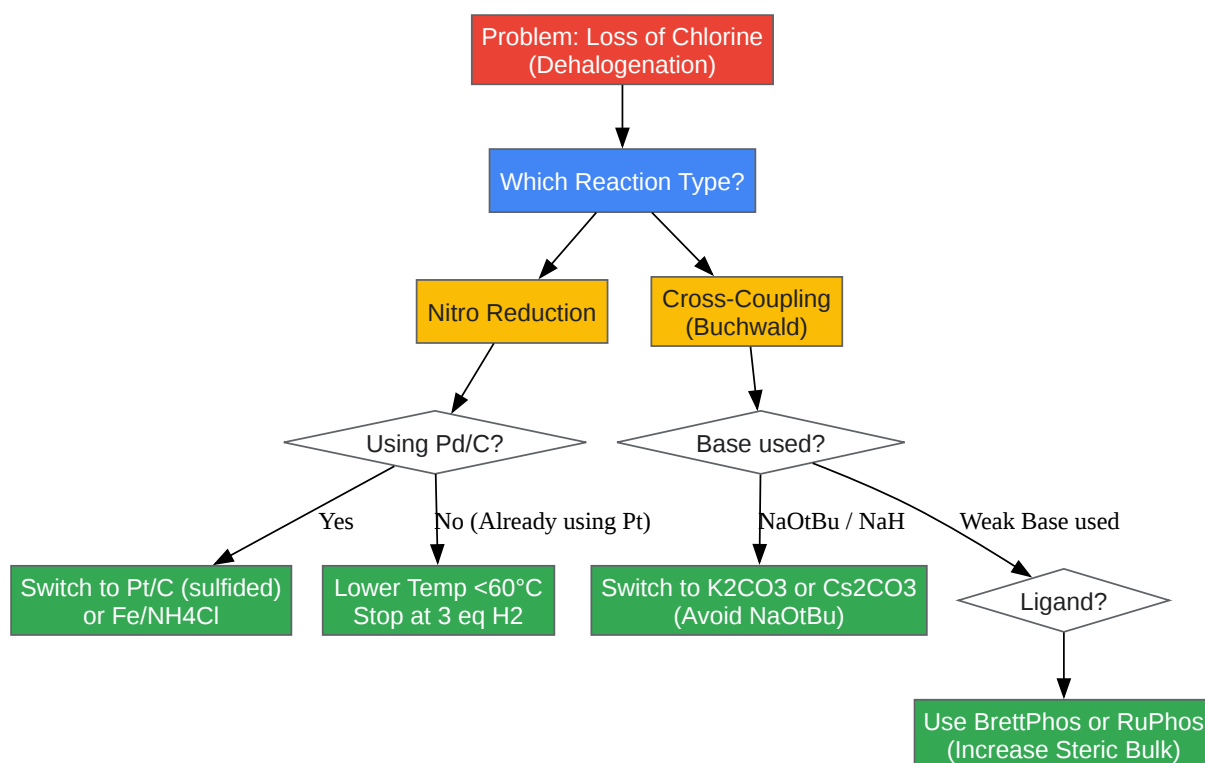 Problem: Loss of Chlorine
(Dehalogenation)
Which Reaction Type?
Nitro Reduction
Cross-Coupling
(Buchwald)
Using Pd/C?
Base used?
Yes
No (Already using Pt)
NaOtBu / NaH
Weak Base used
Switch to Pt/C (sulfided)
or Fe/NH4Cl
Lower Temp <60°C
Stop at 3 eq H2
Switch to K2CO3 or Cs2CO3
(Avoid NaOtBu)
Ligand?
Use BrettPhos or RuPhos
(Increase Steric Bulk)